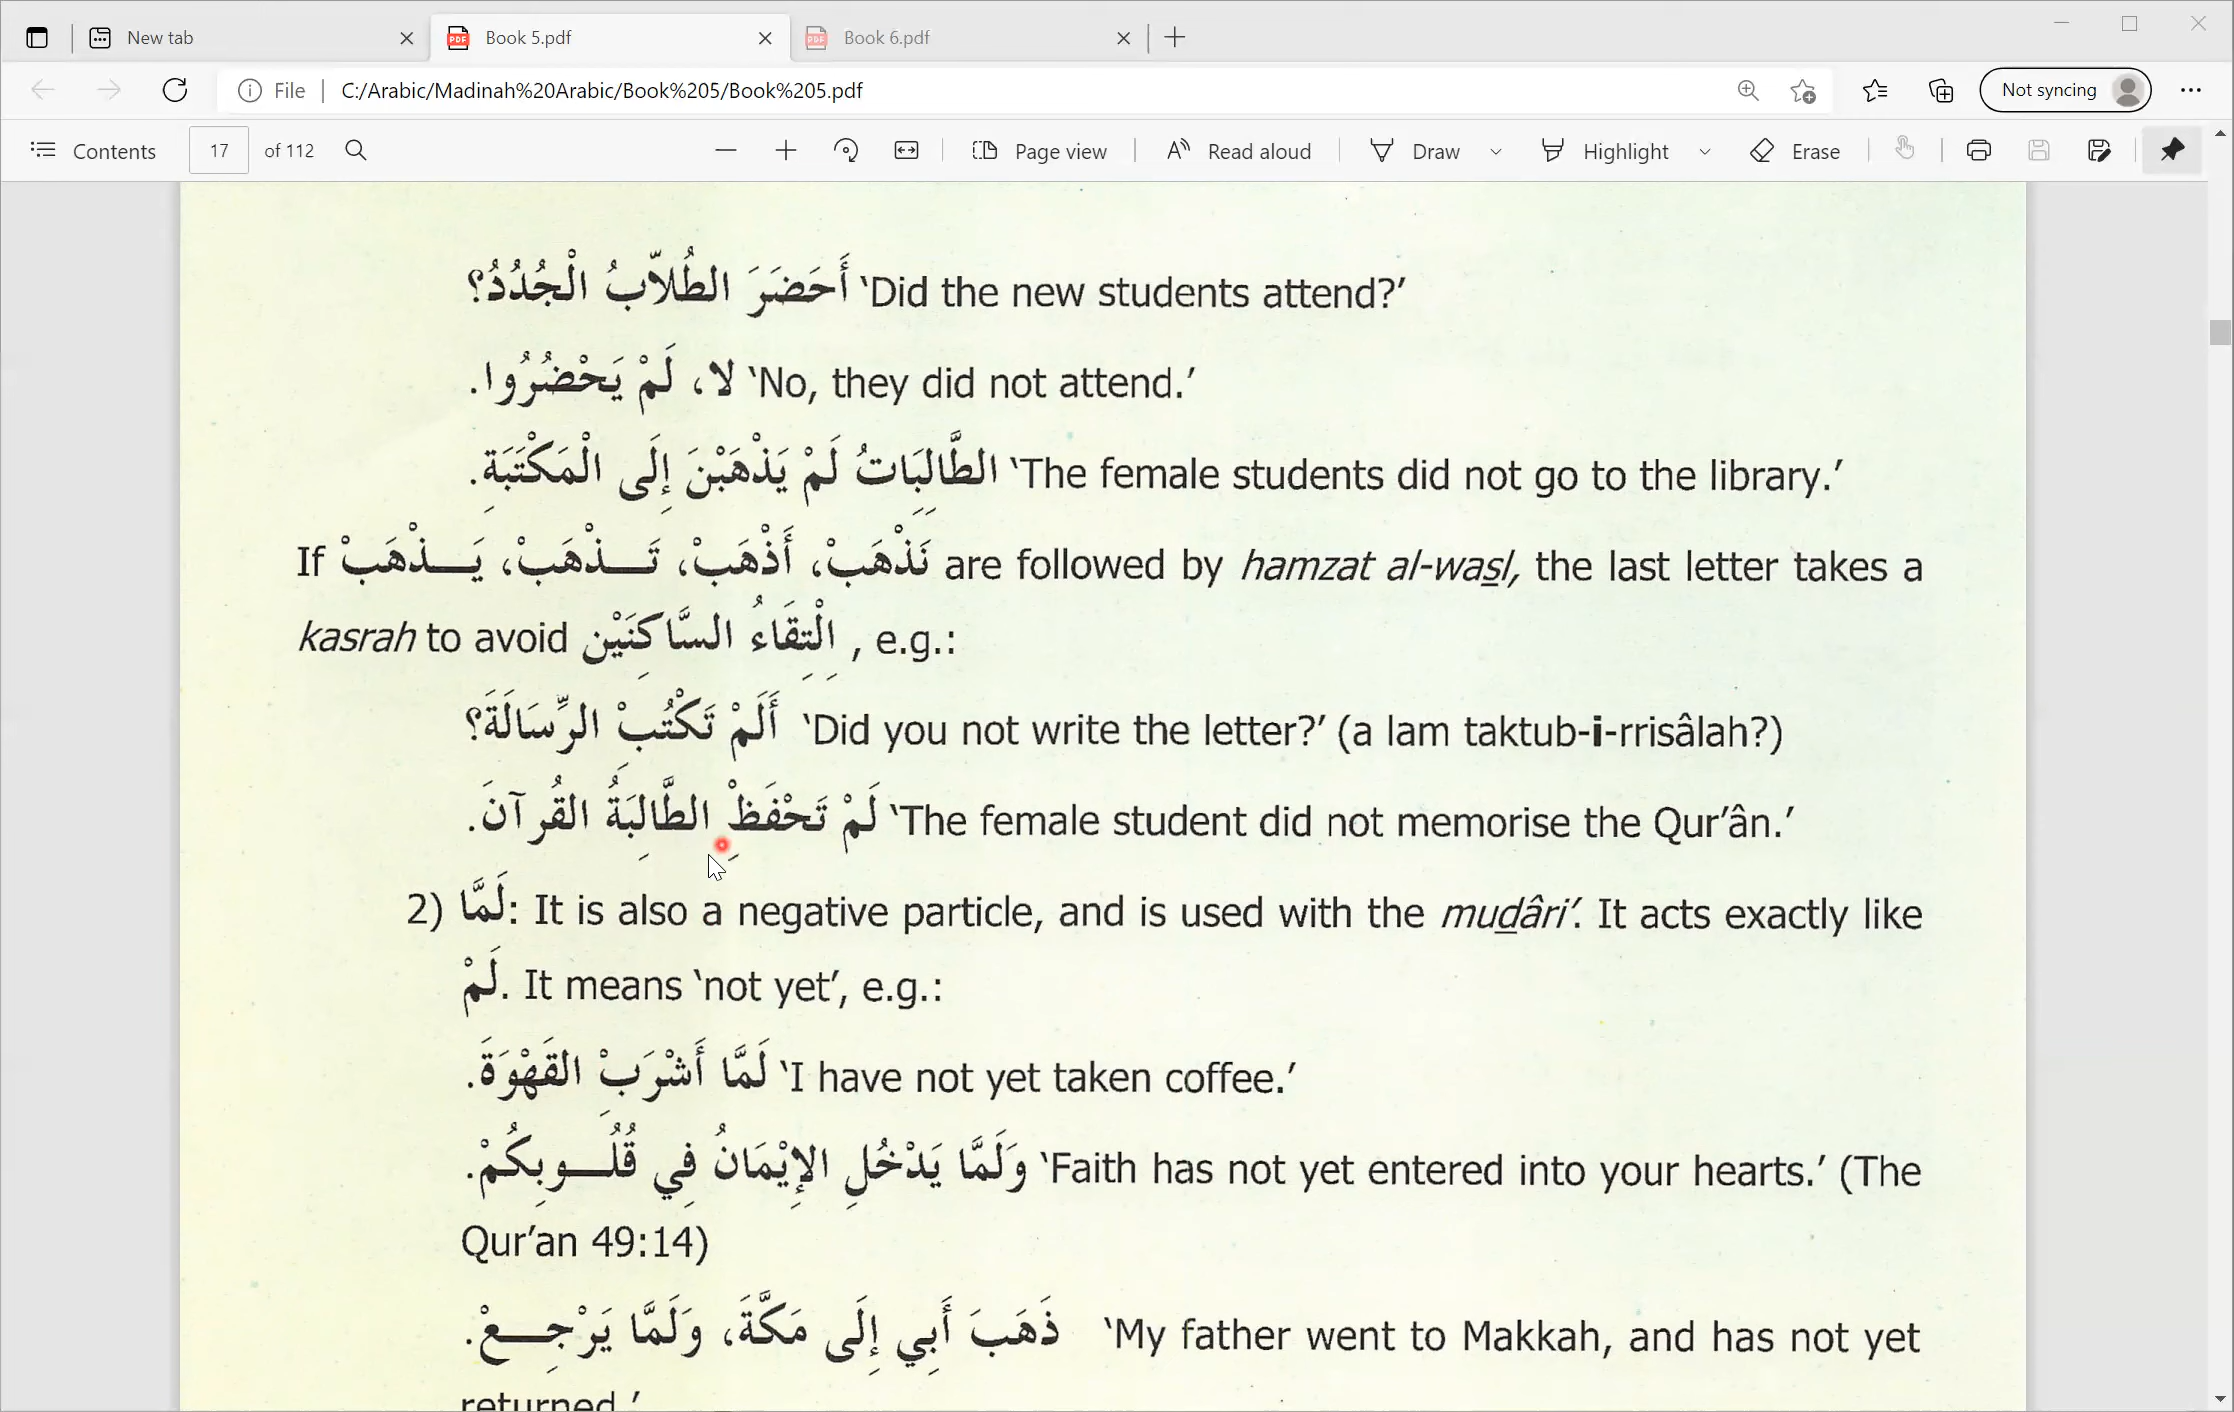 New tab
Book 5.pdf
Book 6.pdf
File
C:/Arabic/Madinah%20Arabic/Book%205/Book%205.pdf
Not syncing
Contents
17
of 112
Page view
Read aloud
Draw
Highlight
Erase
أَحَضَرَ الطُلاّبُ الْجُدُدُ؟ ‘Did the new students attend?’
لا، لَمْ يَحْضُرُوا. ‘No, they did not attend.’
الطَّالِبَاتُ لَمْ يَذْهَبْنَ إِلَى الْمَكْتَبَةِ. ‘The female students did not go to the library.’
If نَذْهَبْ، أَذْهَبْ، تَـــذْهَبْ، يَـــذْهَبْ are followed by hamzat al-wasl, the last letter takes a
kasrah to avoid اِلْتِقَاءُ السَّاكِنَيْنِ , e.g.:
أَلَمْ تَكْتُبْ الرِّسَالَةَ؟ ‘Did you not write the letter?’ (a lam taktub-i-rrisâlah?)
لَمْ تَحْفَظْ الطَّالِبَةُ القُرآنَ. ‘The female student did not memorise the Qur’ân.’
2) لَمَّا: It is also a negative particle, and is used with the mudâri‘. It acts exactly like
لَمْ. It means ‘not yet’, e.g.:
لَمَّا أَشْرَبْ القَهْوَةَ. ‘I have not yet taken coffee.’
وَلَمَّا يَدْخُلِ الإِيْمَانُ فِي قُلُـــوبِكُمْ. ‘Faith has not yet entered into your hearts.’ (The
Qur’an 49:14)
ذَهَبَ أَبِي إِلَى مَكَّةَ، وَلَمَّا يَرْجِـــعْ. ‘My father went to Makkah, and has not yet
returned.’